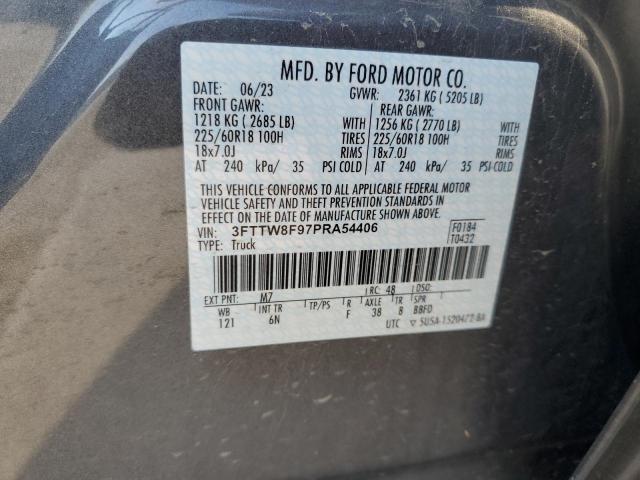 MFD. BY FORD MOTOR CO.
DATE: 06/23 GVWR: 2361 KG ( 5205 LB)
FRONT GAWR: REAR GAWR:
1218 KG ( 2685 LB) WITH 1256 KG ( 2770 LB) WITH
225/60R18 100H TIRES 225/60R18 100H TIRES
18x7.0J RIMS 18x7.0J RIMS
AT 240 kPa/ 35 PSI COLD AT 240 kPa/ 35 PSI-COLD
THIS VEHICLE CONFORMS TO ALL APPLICABLE FEDERAL MOTOR
VEHICLE SAFETY AND THEFT PREVENTION STANDARDS IN
EFFECT ON THE DATE OF MANUFACTURE SHOWN ABOVE.
VIN: 3FTTW8F97PRA54406 F0184
TYPE: Truck T0432
EXT PNT: M7 RC: 48 DSO:
WB INT TR TP/PS R AXLE TR SPR
121 6N F 38 8 BBFD
UTC ▽ 5U5A-1520472-BA